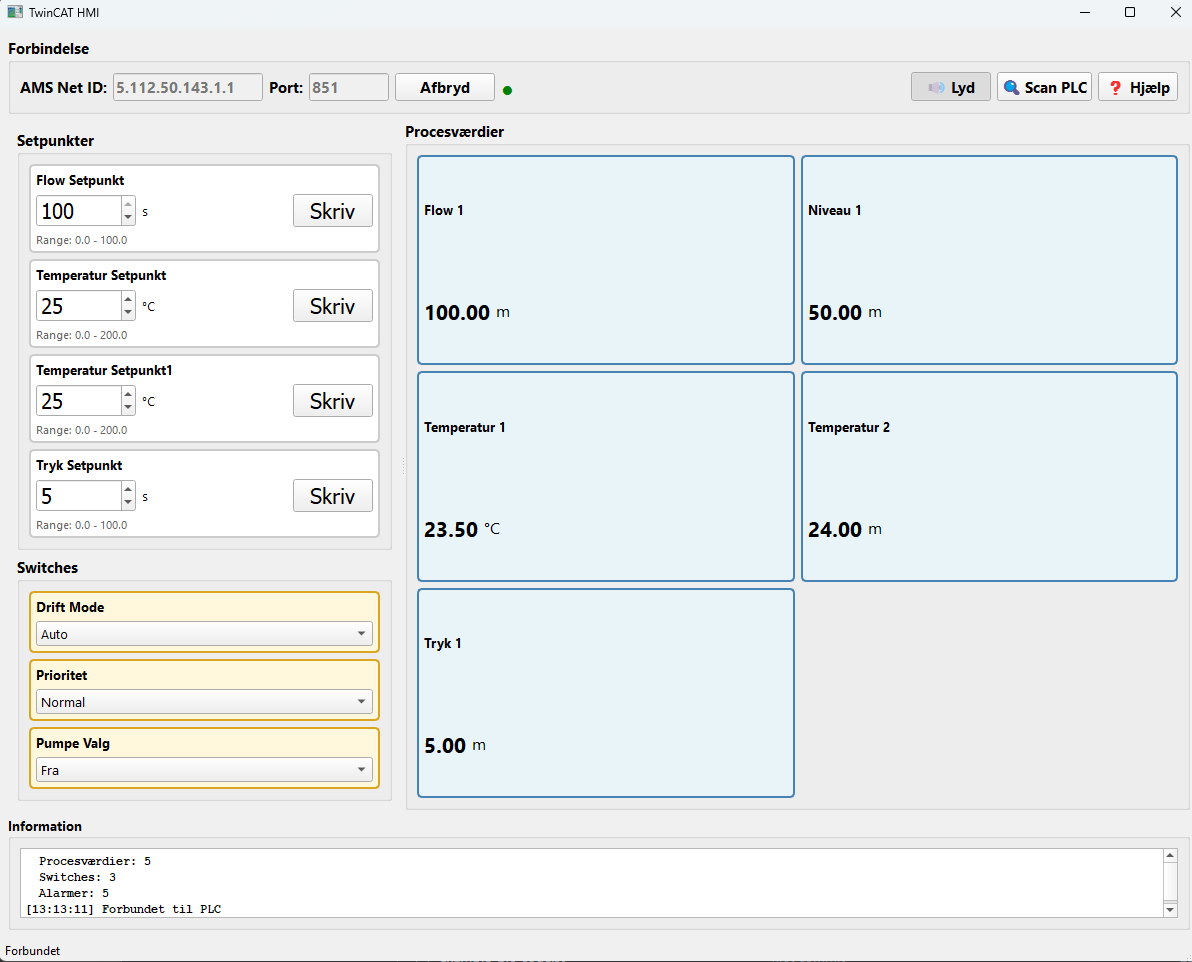 TwinCAT HMI
Forbindelse
AMS Net ID: 5.112.50.143.1.1 Port: 851 Afbryd Lyd Scan PLC Hjælp
Setpunkter
Flow Setpunkt
100 s Skriv
Range: 0.0 - 100.0
Temperatur Setpunkt
25 °C Skriv
Range: 0.0 - 200.0
Temperatur Setpunkt1
25 °C Skriv
Range: 0.0 - 200.0
Tryk Setpunkt
5 s Skriv
Range: 0.0 - 100.0
Switches
Drift Mode
Auto
Prioritet
Normal
Pumpe Valg
Fra
Procesværdier
Flow 1
100.00 m
Niveau 1
50.00 m
Temperatur 1
23.50 °C
Temperatur 2
24.00 m
Tryk 1
5.00 m
Information
Procesværdier: 5
Switches: 3
Alarmer: 5
[13:13:11] Forbundet til PLC
Forbundet